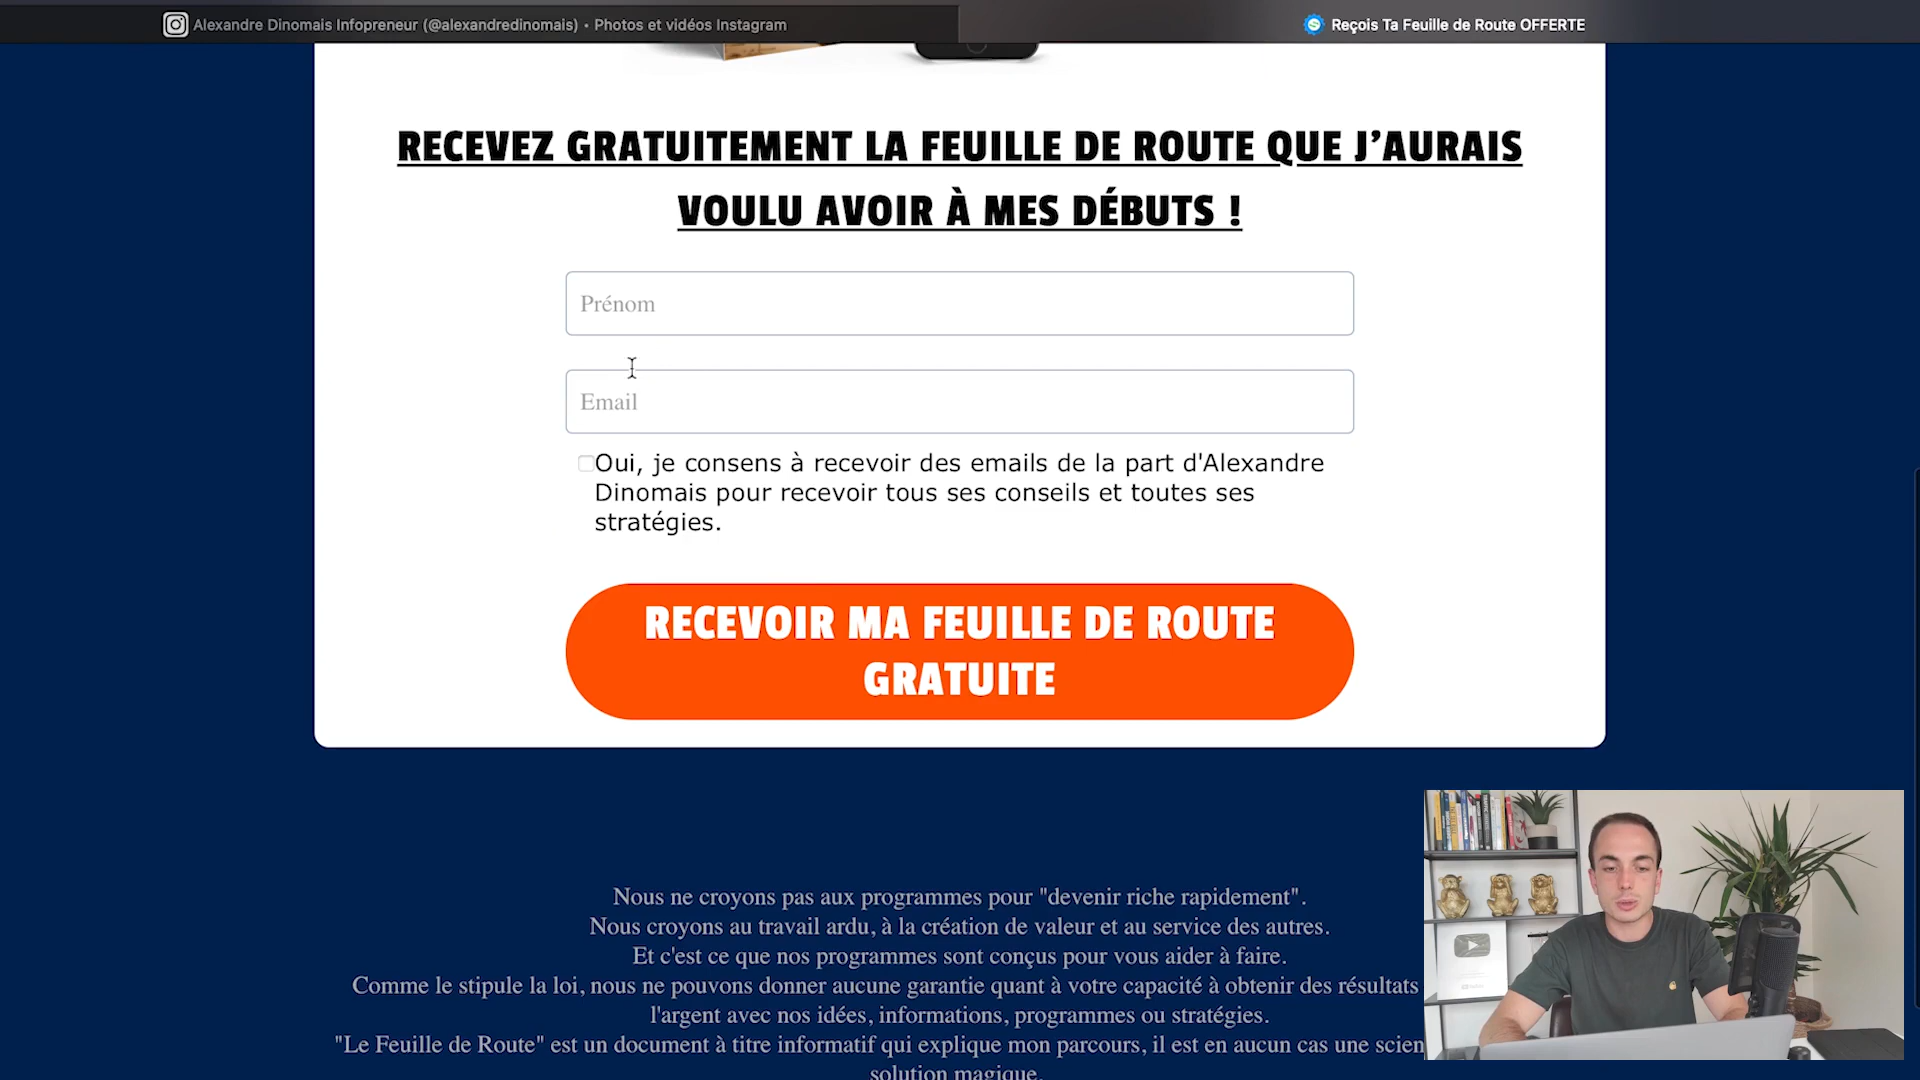 Alexandre Dinomais Infopreneur (@alexandredinomais) • Photos et vidéos Instagram
Reçois Ta Feuille de Route OFFERTE
RECEVEZ GRATUITEMENT LA FEUILLE DE ROUTE QUE J'AURAIS
VOULU AVOIR À MES DÉBUTS !
Prénom
Email
Oui, je consens à recevoir des emails de la part d'Alexandre
Dinomais pour recevoir tous ses conseils et toutes ses
stratégies.
RECEVOIR MA FEUILLE DE ROUTE
GRATUITE
Nous ne croyons pas aux programmes pour "devenir riche rapidement".
Nous croyons au travail ardu, à la création de valeur et au service des autres.
Et c'est ce que nos programmes sont conçus pour vous aider à faire.
Comme le stipule la loi, nous ne pouvons donner aucune garantie quant à votre capacité à obtenir des résultats
l'argent avec nos idées, informations, programmes ou stratégies.
"Le Feuille de Route" est un document à titre informatif qui explique mon parcours, il est en aucun cas une scien
solution magique.